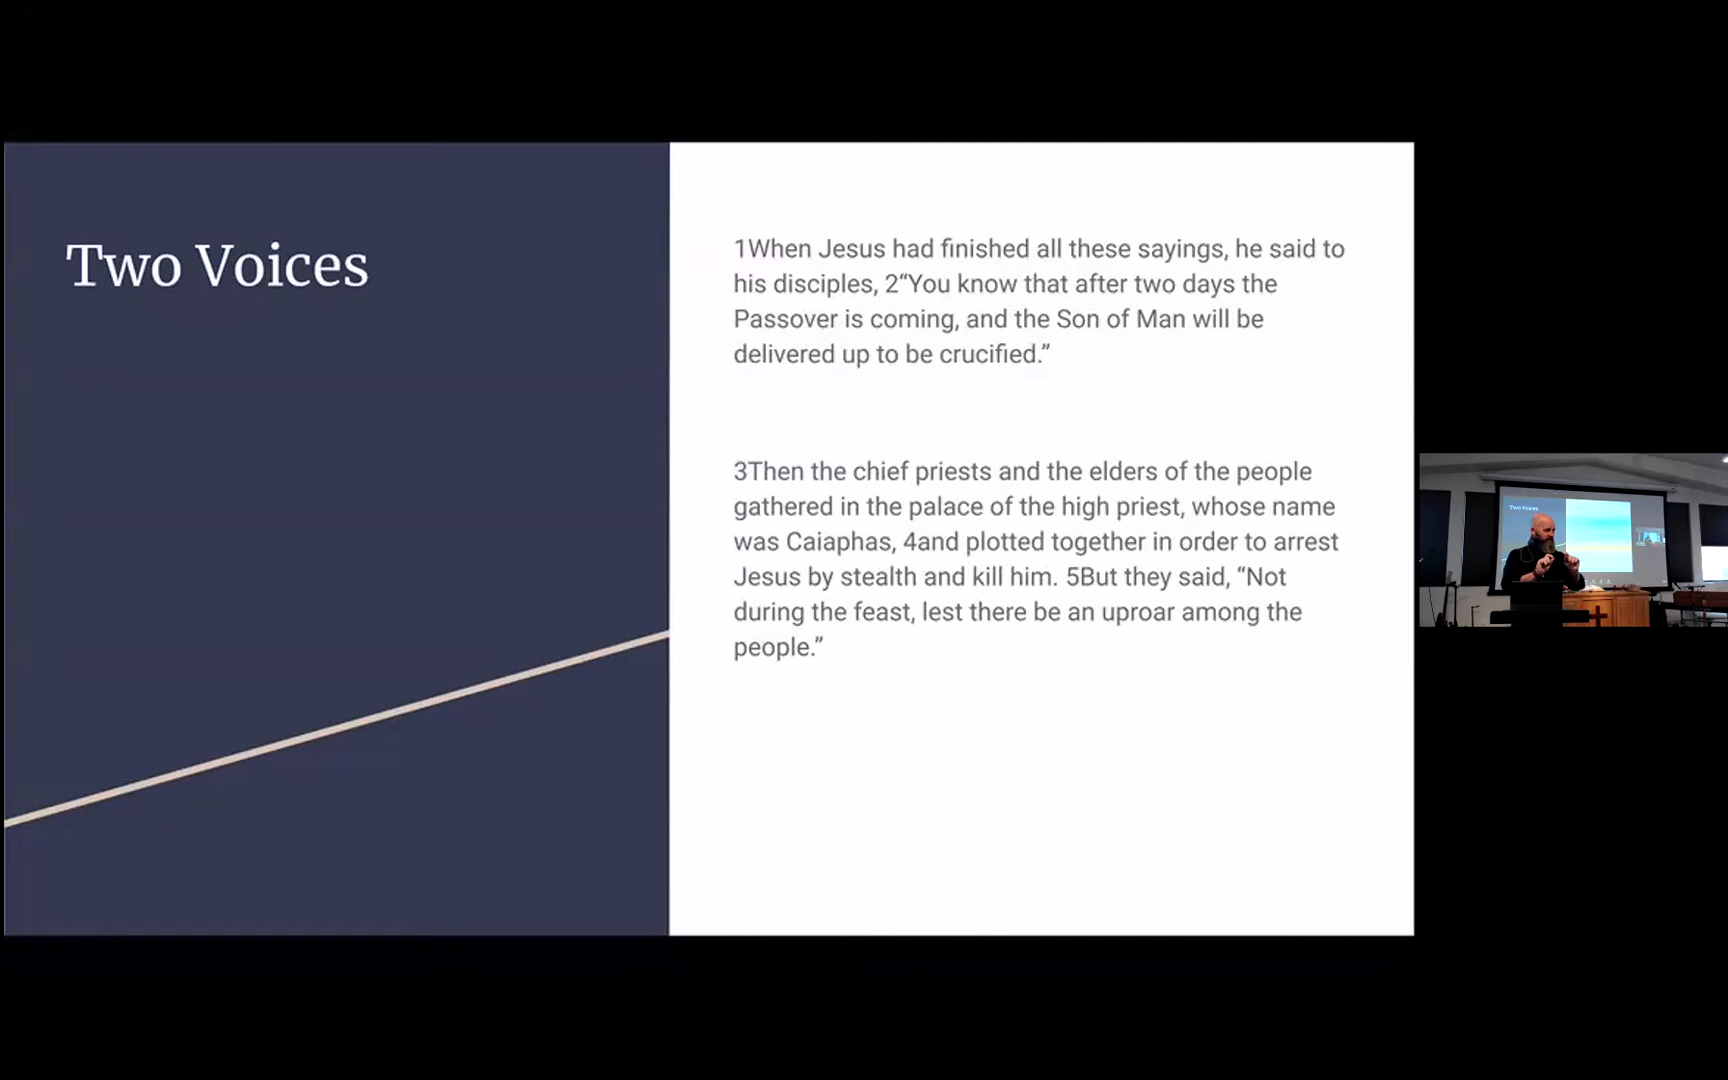 Two Voices
1When Jesus had finished all these sayings, he said to
his disciples, 2“You know that after two days the
Passover is coming, and the Son of Man will be
delivered up to be crucified.”
3Then the chief priests and the elders of the people
gathered in the palace of the high priest, whose name
was Caiaphas, 4and plotted together in order to arrest
Jesus by stealth and kill him. 5But they said, “Not
during the feast, lest there be an uproar among the
people.”
Two Voices